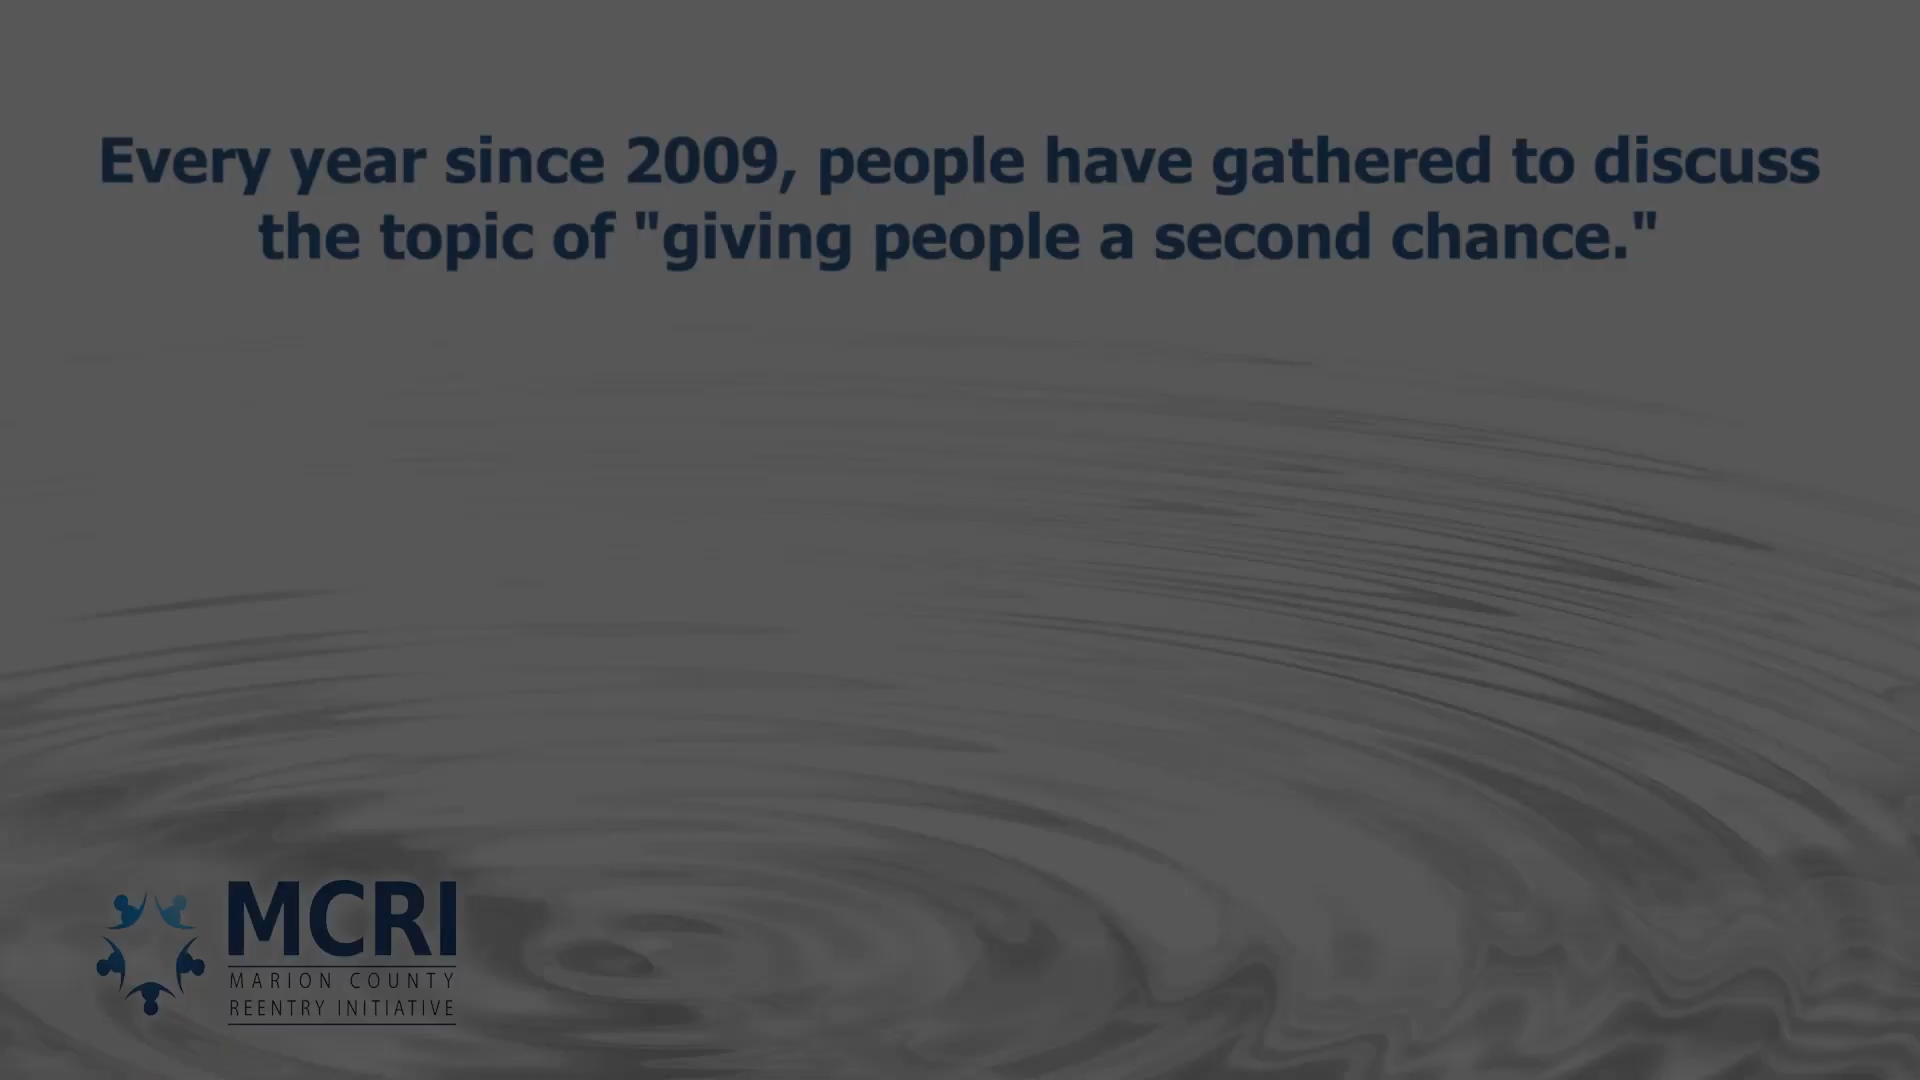 Every year since 2009, people have gathered to discuss
the topic of "giving people a second chance."
MCRI
MARION COUNTY
REENTRY INITIATIVE